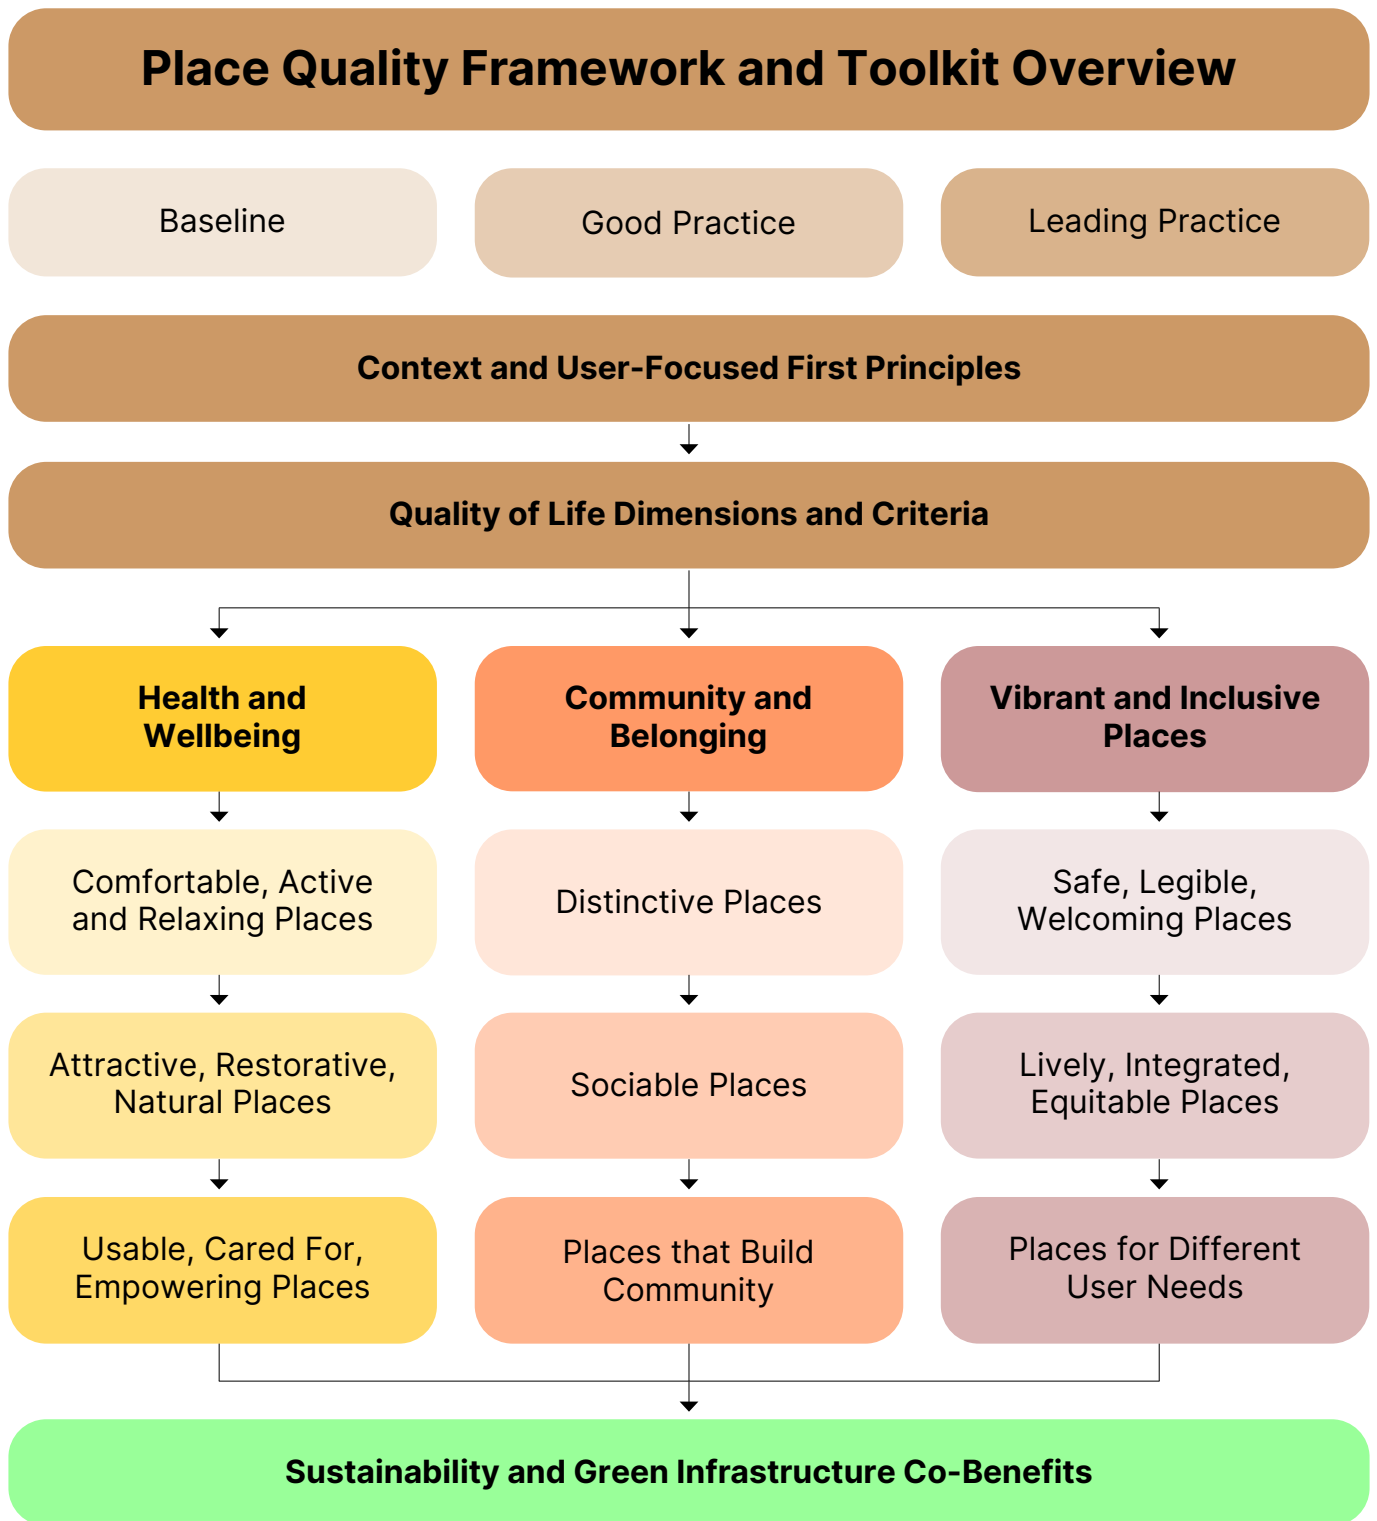 Place Quality Framework and Toolkit Overview
Baseline
Good Practice
Leading Practice
Context and User-Focused First Principles
Quality of Life Dimensions and Criteria
Health and
Wellbeing
Community and
Belonging
Vibrant and Inclusive
Places
Comfortable, Active
and Relaxing Places
Distinctive Places
Safe, Legible,
Welcoming Places
Attractive, Restorative,
Natural Places
Sociable Places
Lively, Integrated,
Equitable Places
Usable, Cared For,
Empowering Places
Places that Build
Community
Places for Different
User Needs
Sustainability and Green Infrastructure Co-Benefits